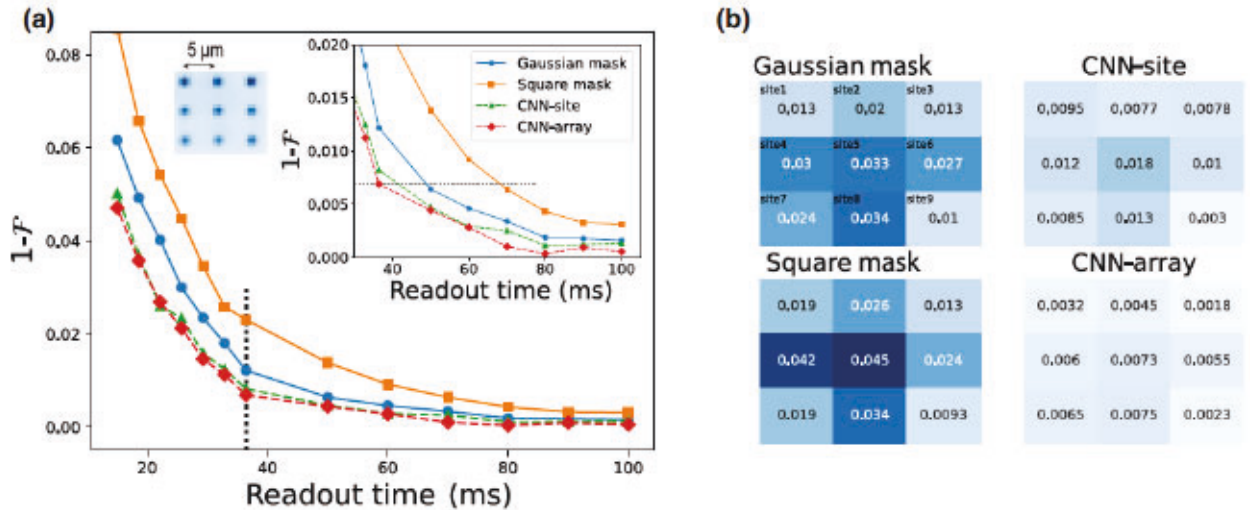 (a)
0.08
0.06
0.04
0.02
0.00
1-F
20
40
60
80
100
Readout time (ms)
5 µm
0.020
0.015
0.010
0.005
0.000
1-F
40
60
80
100
Readout time (ms)
Gaussian mask
Square mask
CNN-site
CNN-array
(b)
Gaussian mask
site1 site2 site3
0.013 0.02 0.013
site4 site5 site6
0.03 0.033 0.027
site7 site8 site9
0.024 0.034 0.01
CNN-site
0.0095 0.0077 0.0078
0.012 0.018 0.01
0.0085 0.013 0.003
Square mask
0.019 0.026 0.013
0.042 0.045 0.024
0.019 0.034 0.0093
CNN-array
0.0032 0.0045 0.0018
0.006 0.0073 0.0055
0.0065 0.0075 0.0023